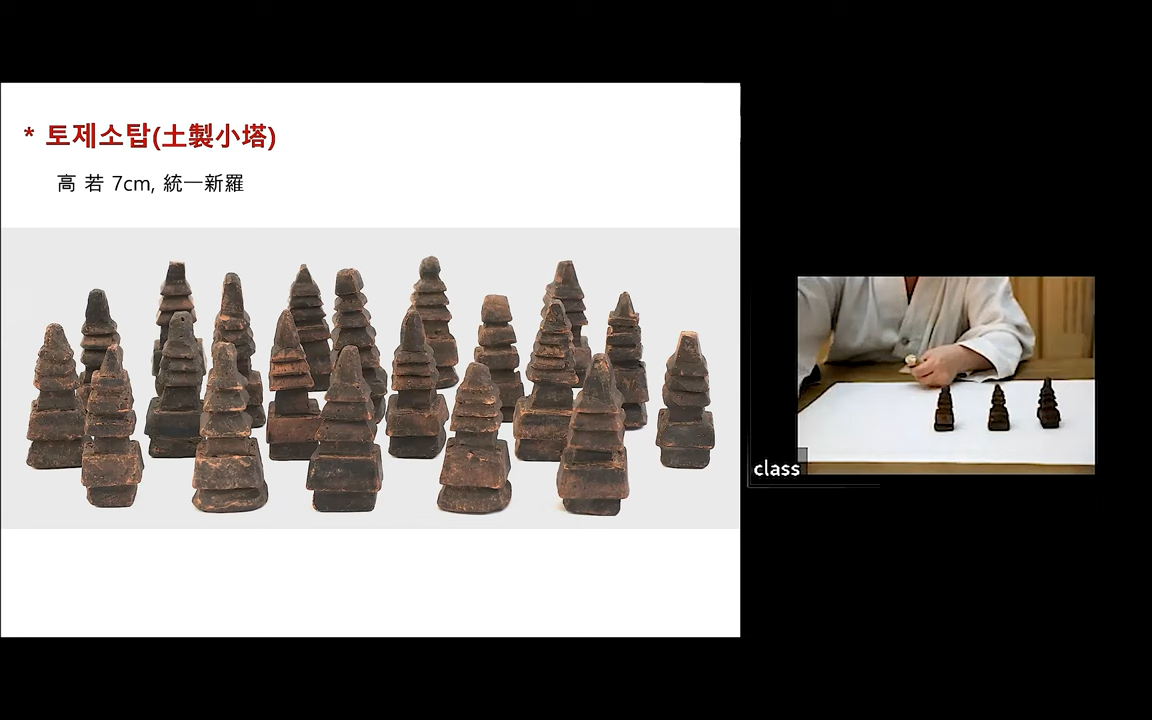 * 토제소탑(土製小塔)
高 若 7cm, 統一新羅
class